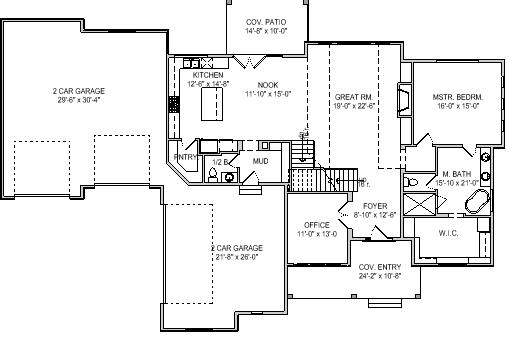 COV. PATIO
14'-8" x 10'-0"
KITCHEN
12'-6" x 14'-8"
NOOK
11'-10" x 15'-0"
2 CAR GARAGE
29'-6" x 30'-4"
GREAT RM.
19'-0" x 22'-6"
MSTR. BEDRM.
16'-0" x 15'-0"
PNTRY
1/2 B
MUD
M. BATH
15'-10 x 21'-0"
FOYER
8'-10" x 12'-6"
OFFICE
11'-0" x 13'-0
W.I.C.
2 CAR GARAGE
21'-8" x 26'-0"
COV. ENTRY
24'-2" x 10'-8"